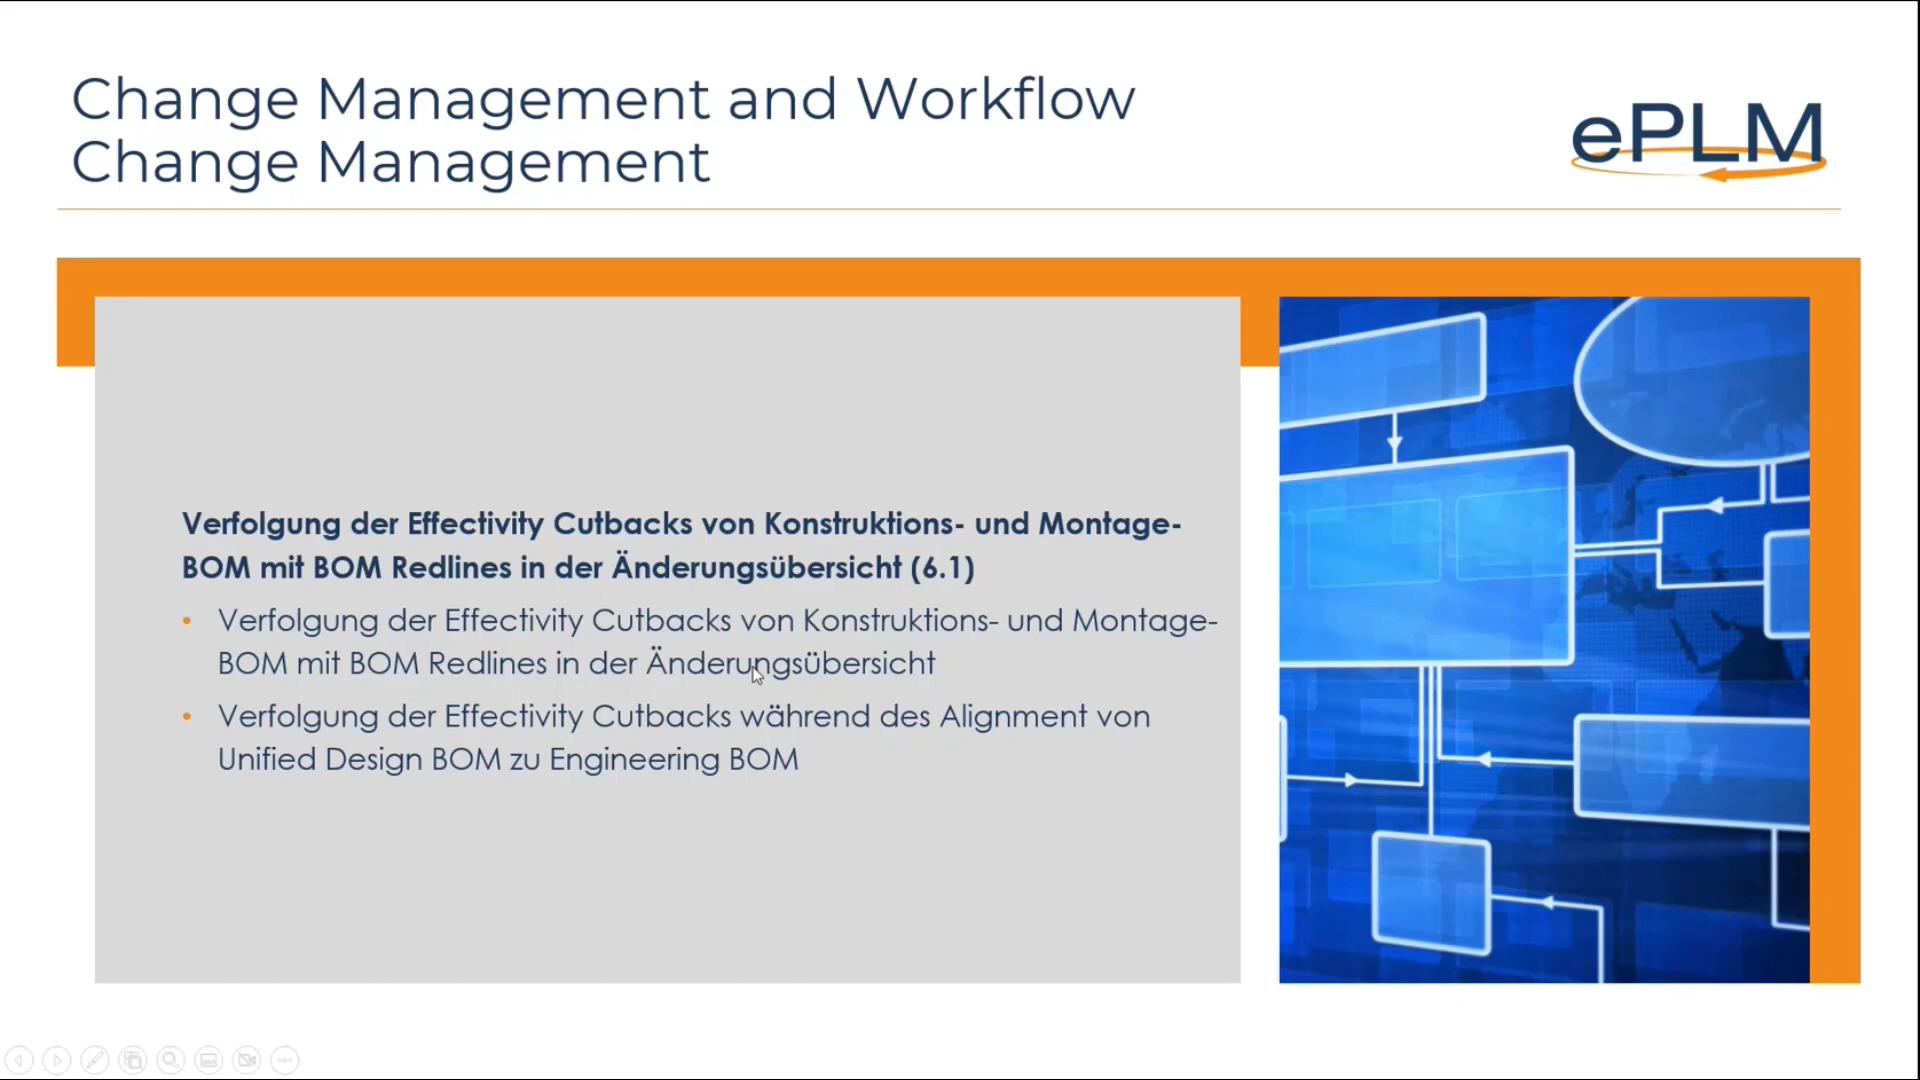 Change Management and Workflow
Change Management
ePLM
Verfolgung der Effectivity Cutbacks von Konstruktions- und Montage-
BOM mit BOM Redlines in der Änderungsübersicht (6.1)
• Verfolgung der Effectivity Cutbacks von Konstruktions- und Montage-
BOM mit BOM Redlines in der Änderungsübersicht
• Verfolgung der Effectivity Cutbacks während des Alignment von
Unified Design BOM zu Engineering BOM